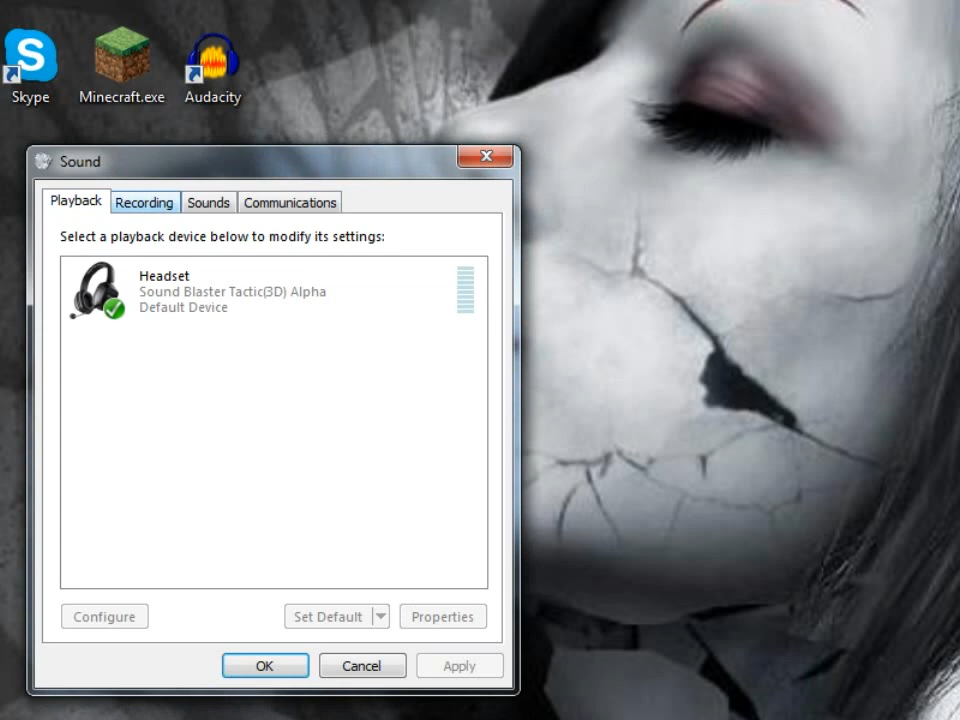 S
Skype
Minecraft.exe
Audacity
Sound
Playback
Recording
Sounds
Communications
Select a playback device below to modify its settings:
Headset
Sound Blaster Tactic(3D) Alpha
Default Device
Configure
Set Default
Properties
OK
Cancel
Apply